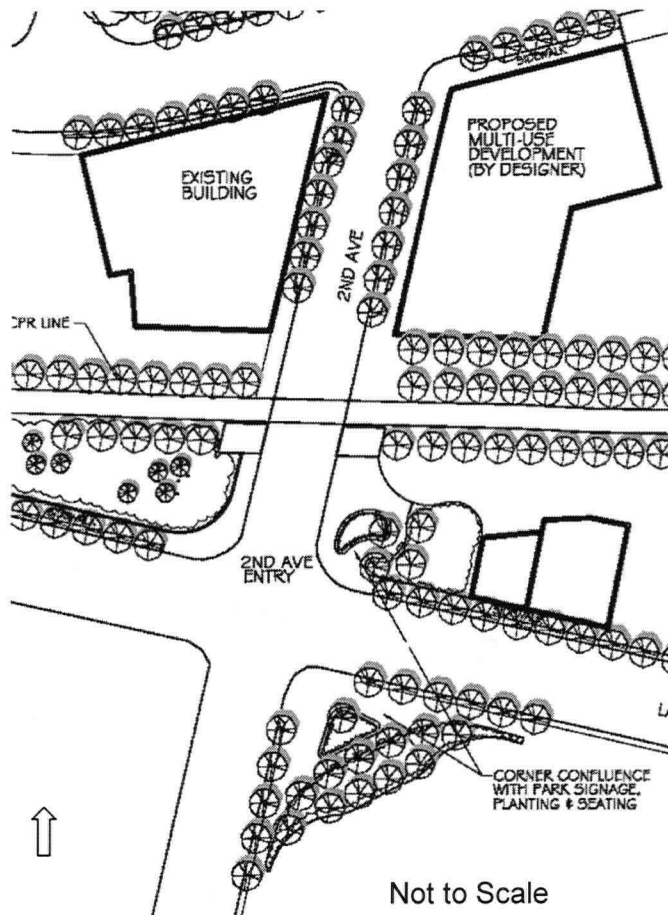 SIDEWALK
PROPOSED
MULTI-USE
DEVELOPMENT
(BY DESIGNER)
EXISTING
BUILDING
2ND AVE
CPR LINE
2ND AVE
ENTRY
CORNER CONFLUENCE
WITH PARK SIGNAGE,
PLANTING & SEATING
Not to Scale